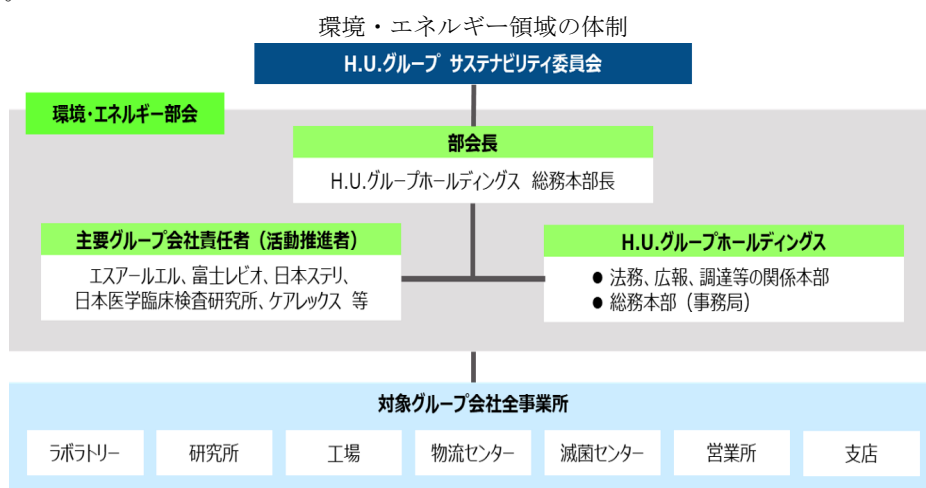 。
環境・エネルギー領域の体制
H.U.グループ サステナビリティ委員会
環境・エネルギー部会
部会長
H.U.グループホールディングス 総務本部長
主要グループ会社責任者（活動推進者）
エスアールエル、富士レビオ、日本ステリ、
日本医学臨床検査研究所、ケアレックス 等
H.U.グループホールディングス
● 法務、広報、調達等の関係本部
● 総務本部（事務局）
対象グループ会社全事業所
ラボラトリー
研究所
工場
物流センター
滅菌センター
営業所
支店